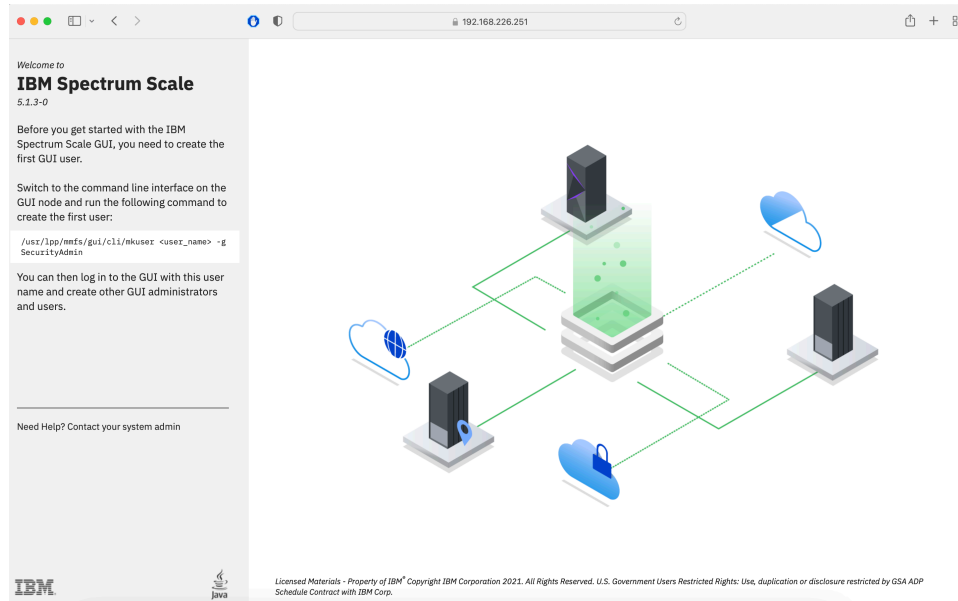 192.168.226.251
Welcome to
IBM Spectrum Scale
5.1.3-0
Before you get started with the IBM
Spectrum Scale GUI, you need to create the
first GUI user.
Switch to the command line interface on the
GUI node and run the following command to
create the first user:
/usr/lpp/mmfs/gui/cli/mkuser <user_name> -g
SecurityAdmin
You can then log in to the GUI with this user
name and create other GUI administrators
and users.
Need Help? Contact your system admin
IBM.
Java
Licensed Materials - Property of IBM® Copyright IBM Corporation 2021. All Rights Reserved. U.S. Government Users Restricted Rights: Use, duplication or disclosure restricted by GSA ADP
Schedule Contract with IBM Corp.